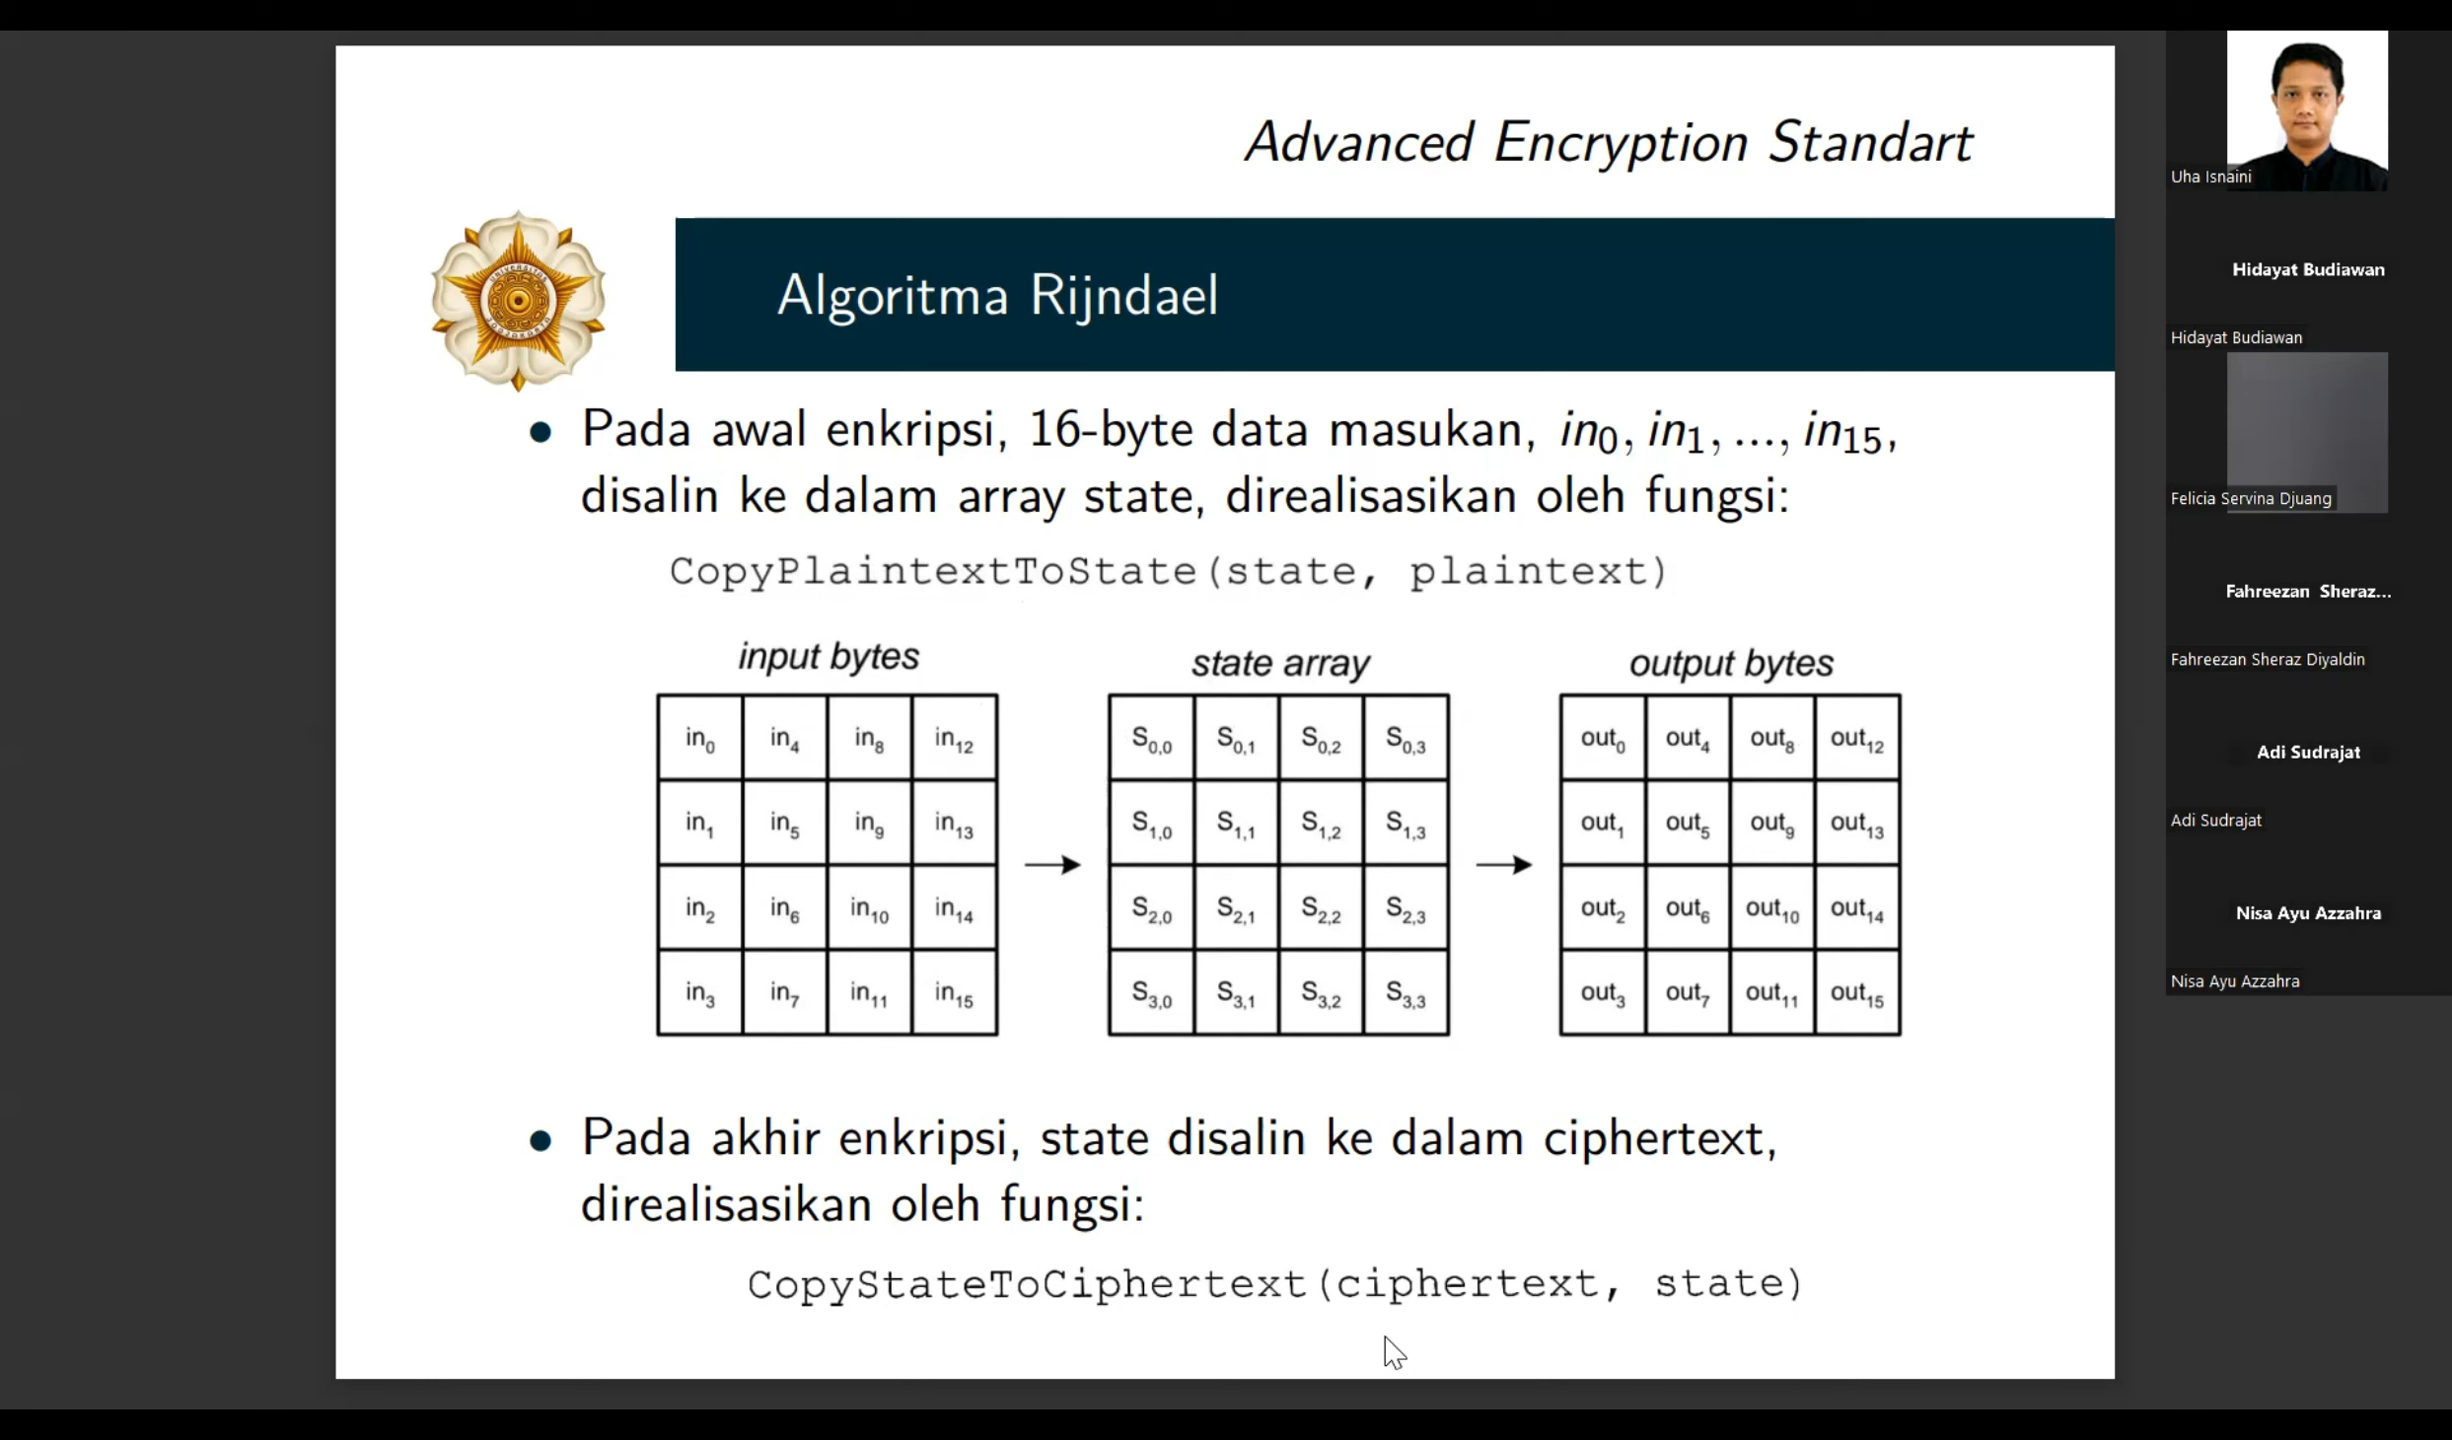 Advanced Encryption Standart
Algoritma Rijndael
• Pada awal enkripsi, 16-byte data masukan, in₀, in₁, ..., in₁₅,
disalin ke dalam array state, direalisasikan oleh fungsi:
CopyPlaintextToState(state, plaintext)
input bytes
in₀ in₄ in₈ in₁₂
in₁ in₅ in₉ in₁₃
in₂ in₆ in₁₀ in₁₄
in₃ in₇ in₁₁ in₁₅
state array
S₀,₀ S₀,₁ S₀,₂ S₀,₃
S₁,₀ S₁,₁ S₁,₂ S₁,₃
S₂,₀ S₂,₁ S₂,₂ S₂,₃
S₃,₀ S₃,₁ S₃,₂ S₃,₃
output bytes
out₀ out₄ out₈ out₁₂
out₁ out₅ out₉ out₁₃
out₂ out₆ out₁₀ out₁₄
out₃ out₇ out₁₁ out₁₅
• Pada akhir enkripsi, state disalin ke dalam ciphertext,
direalisasikan oleh fungsi:
CopyStateToCiphertext(ciphertext, state)
Uha Isnaini
Hidayat Budiawan
Hidayat Budiawan
Felicia Servina Djuang
Fahreezan Sheraz...
Fahreezan Sheraz Diyaldin
Adi Sudrajat
Adi Sudrajat
Nisa Ayu Azzahra
Nisa Ayu Azzahra